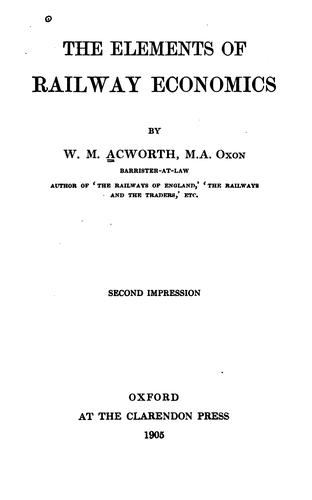 THE ELEMENTS OF
RAILWAY ECONOMICS
BY
W. M. ACWORTH, M.A. OXON
BARRISTER-AT-LAW
AUTHOR OF 'THE RAILWAYS OF ENGLAND,' 'THE RAILWAYS
AND THE TRADERS,' ETC.
SECOND IMPRESSION
OXFORD
AT THE CLARENDON PRESS
1905